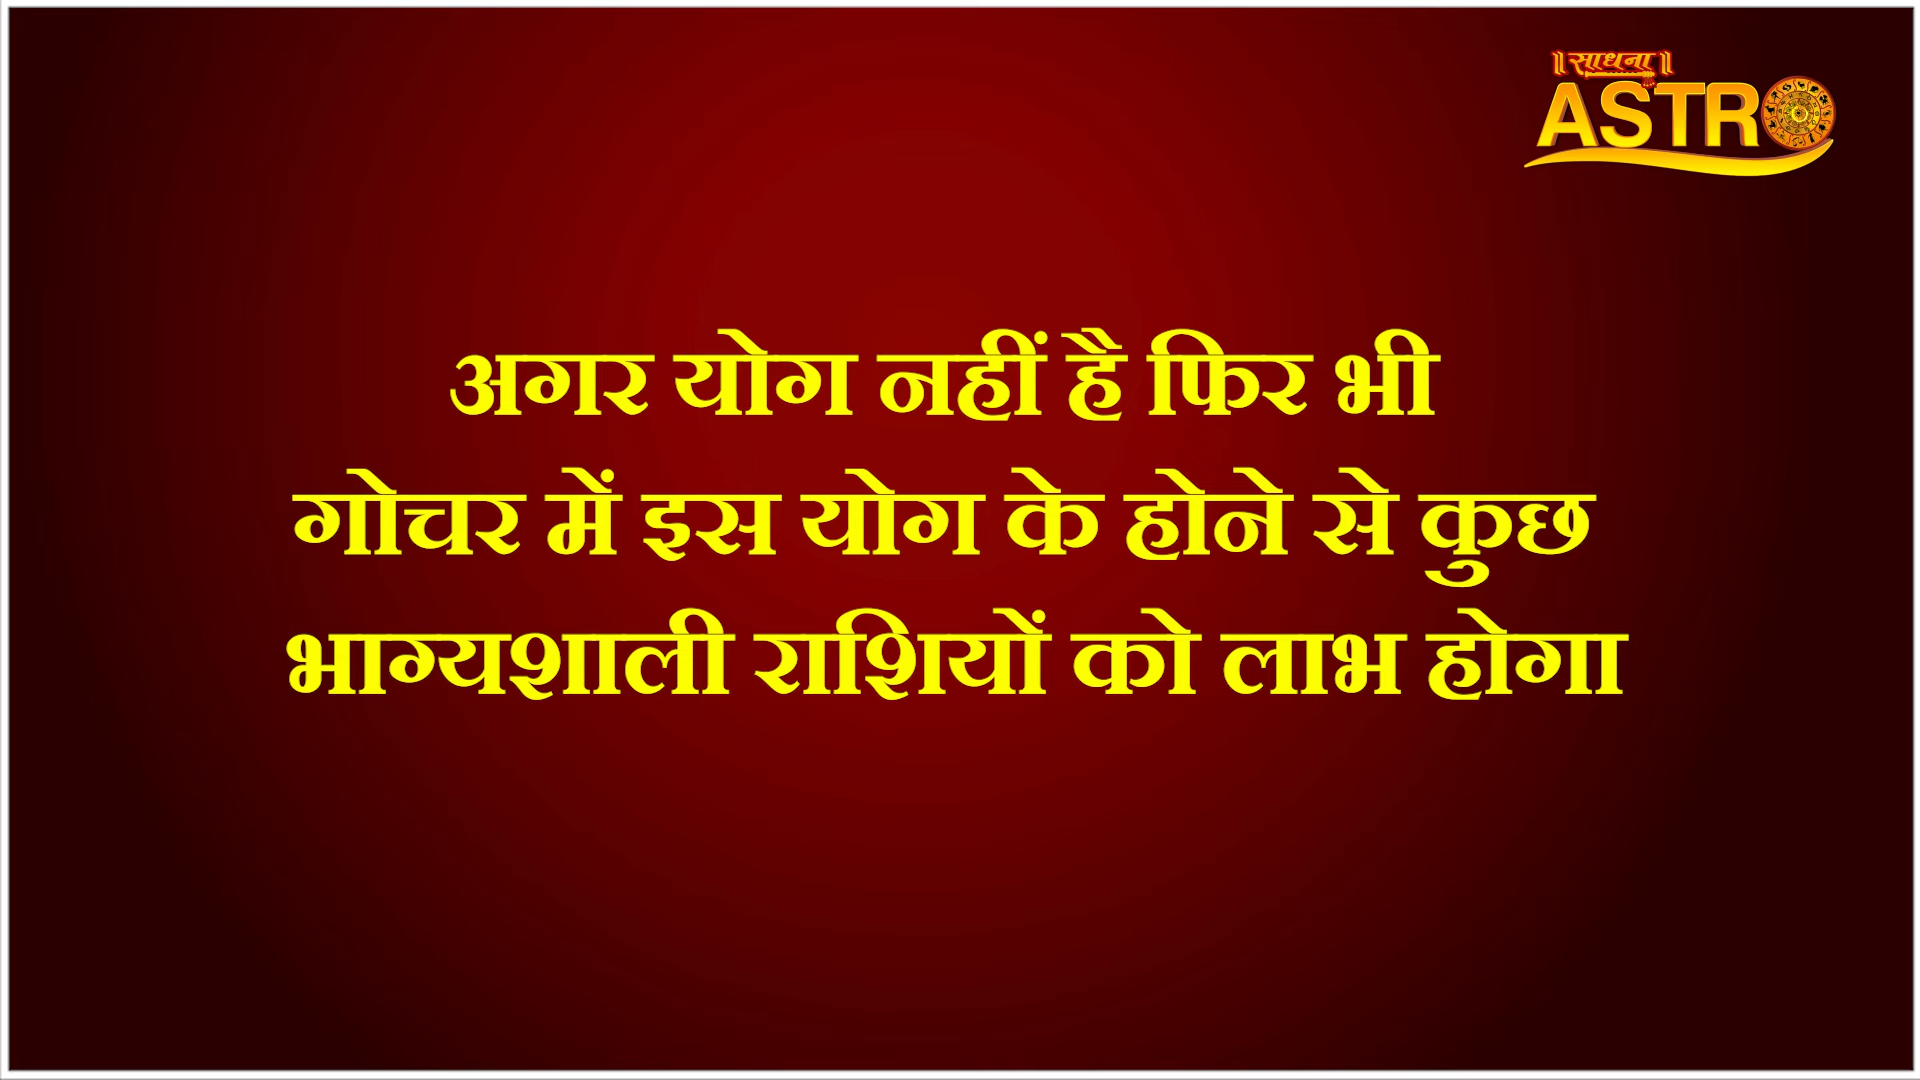 ॥साधना॥
ASTRO
अगर योग नहीं है फिर भी
गोचर में इस योग के होने से कुछ
भाग्यशाली राशियों को लाभ होगा